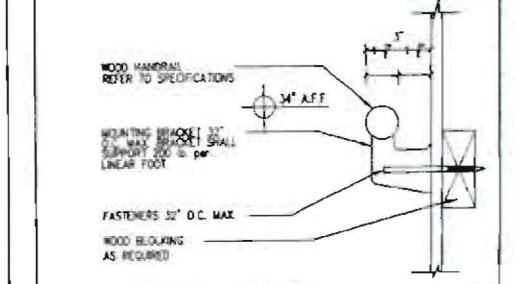 3"
WOOD HANDRAIL
REFER TO SPECIFICATIONS
34" A.F.F.
MOUNTING BRACKET 32"
O.C. MAX. BRACKET SHALL
SUPPORT 200 lb. per
LINEAR FOOT
FASTENERS 32" O.C. MAX
WOOD BLOCKING
AS REQUIRED